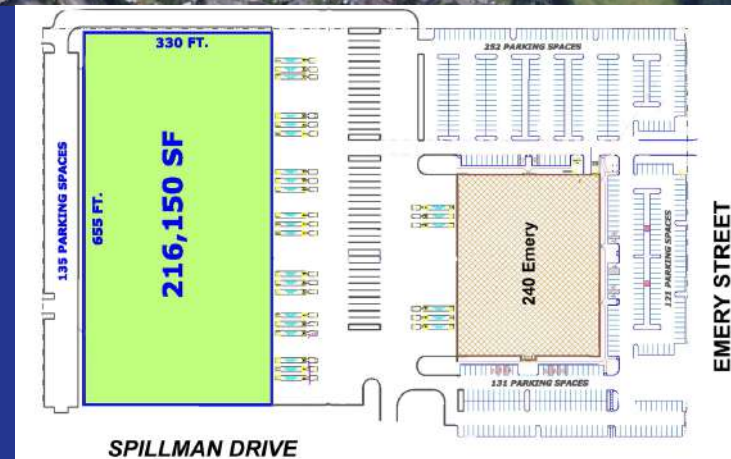 330 FT.
252 PARKING SPACES
135 PARKING SPACES
655 FT.
216,150 SF
240 Emery
121 PARKING SPACES
EMERY STREET
131 PARKING SPACES
SPILLMAN DRIVE